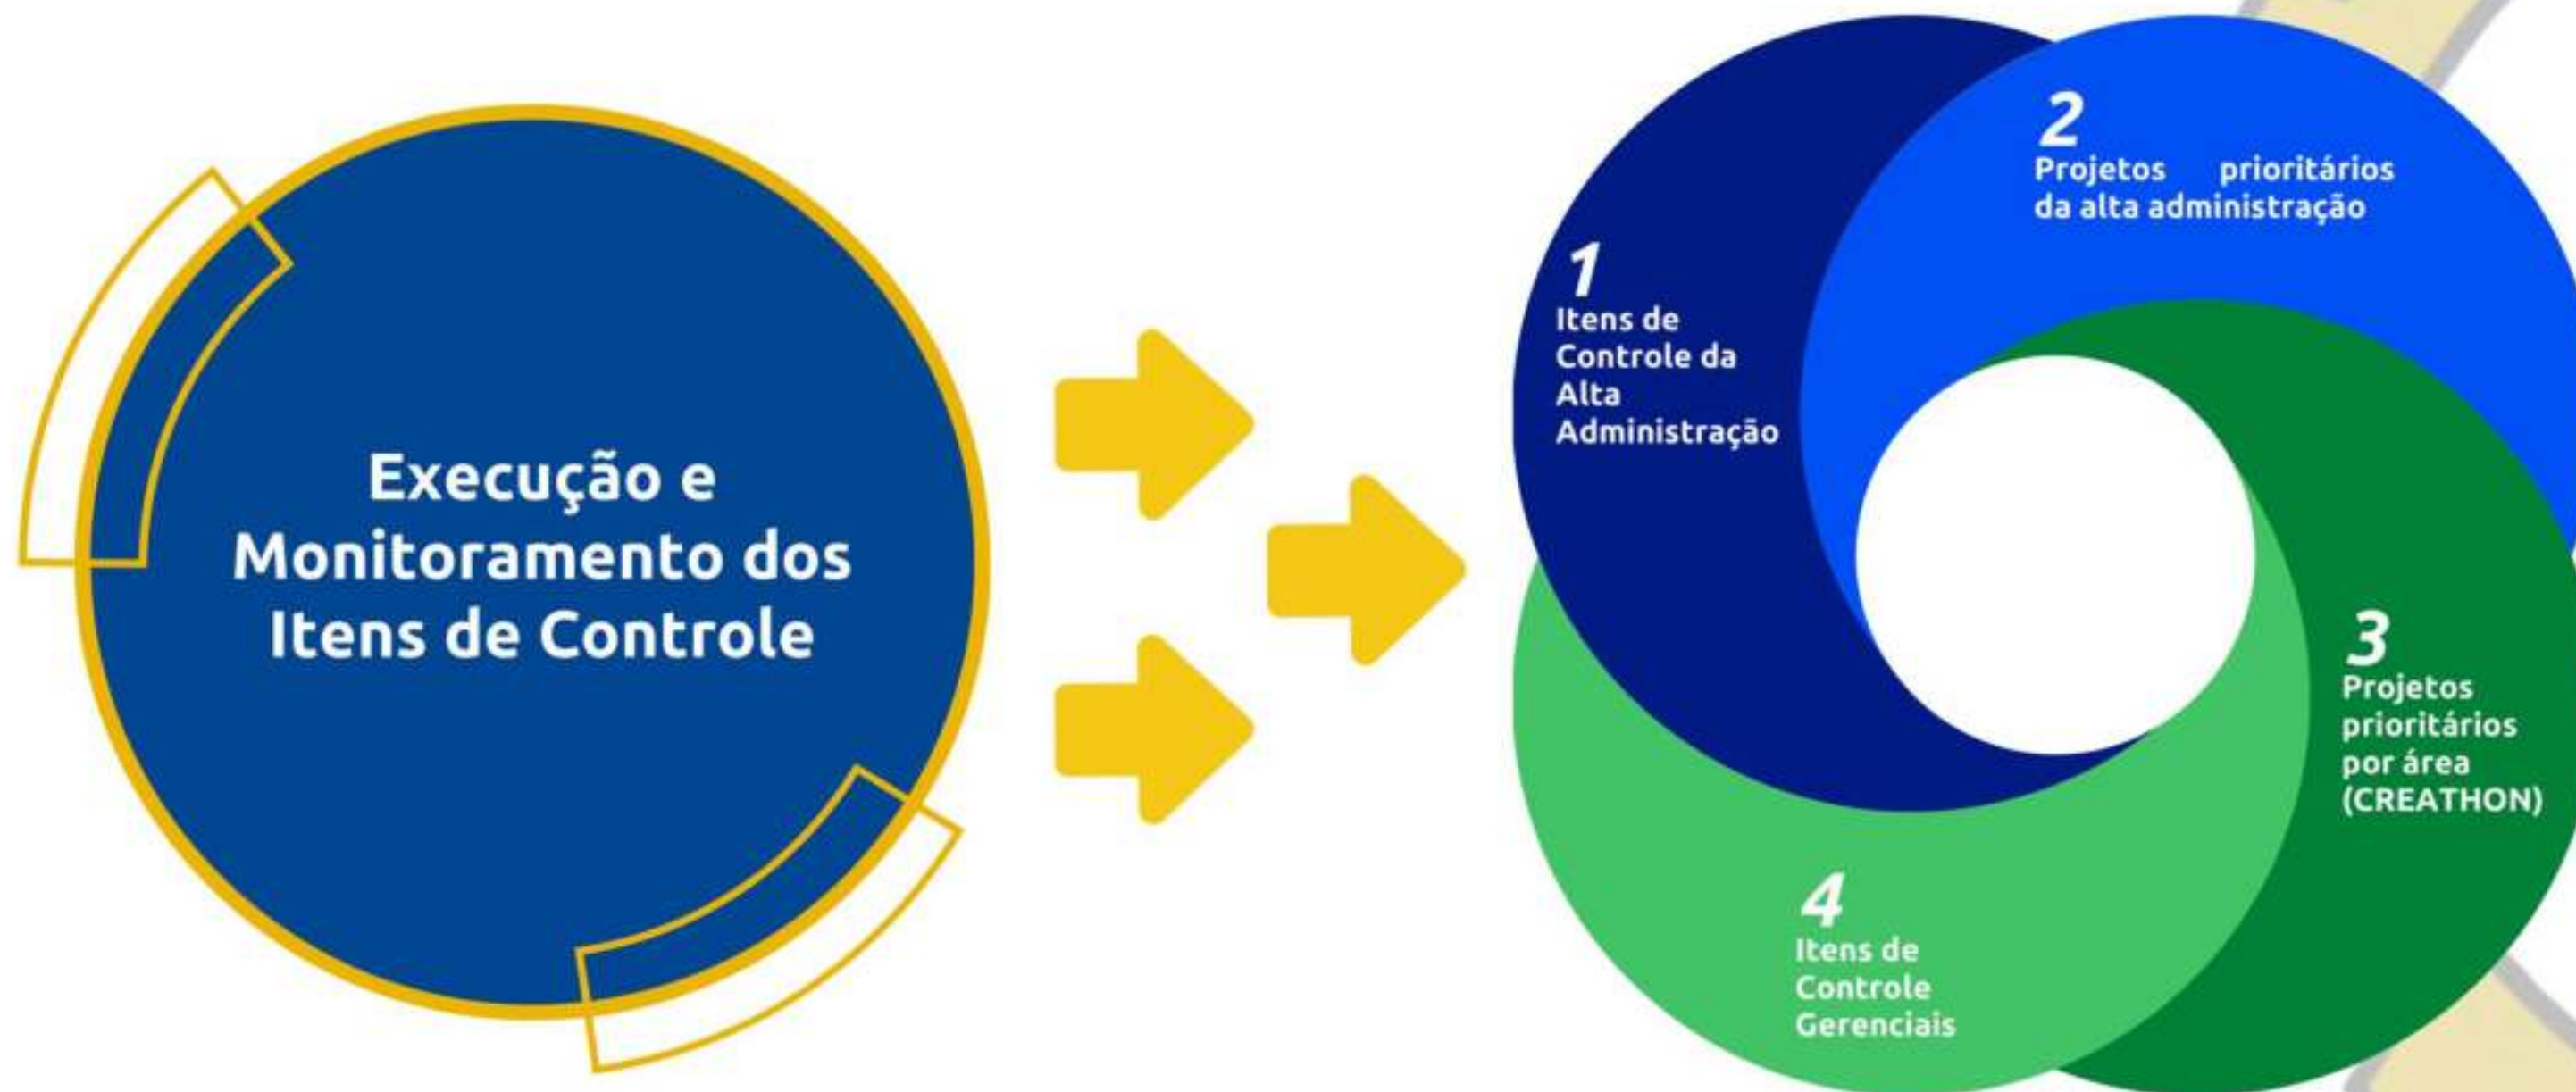 Execução e
Monitoramento dos
Itens de Controle
1
Itens de
Controle da
Alta
Administração
2
Projetos prioritários
da alta administração
3
Projetos
prioritários
por área
(CREATHON)
4
Itens de
Controle
Gerenciais